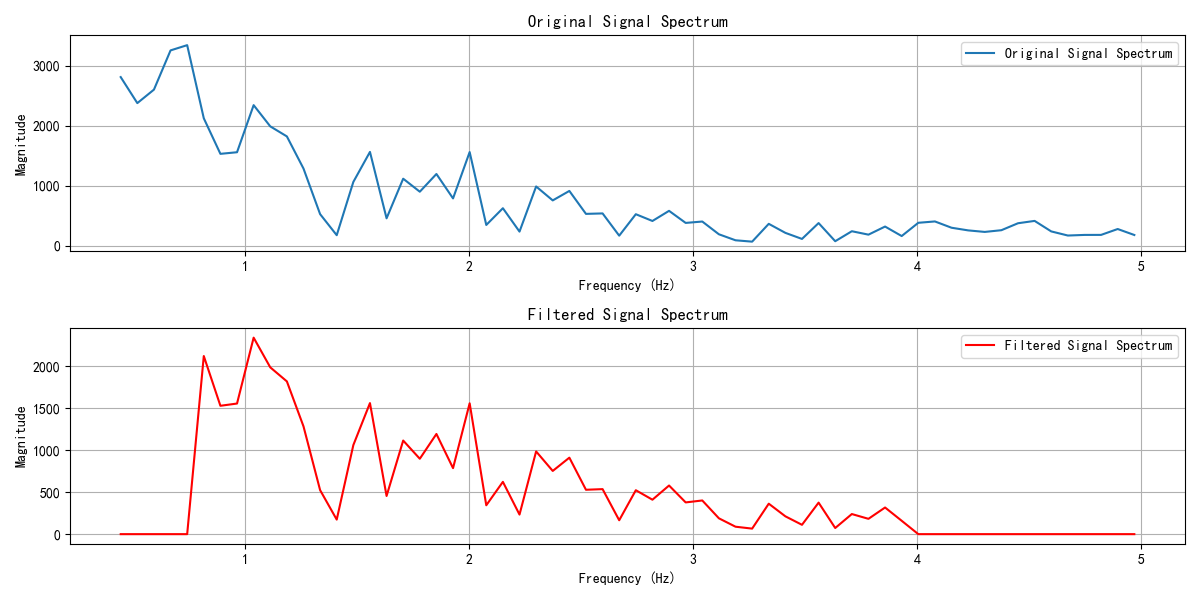 Original Signal Spectrum
Original Signal Spectrum
Magnitude
3000
2000
1000
0
1 2 3 4 5
Frequency (Hz)
Filtered Signal Spectrum
Filtered Signal Spectrum
Magnitude
2000
1500
1000
500
0
1 2 3 4 5
Frequency (Hz)